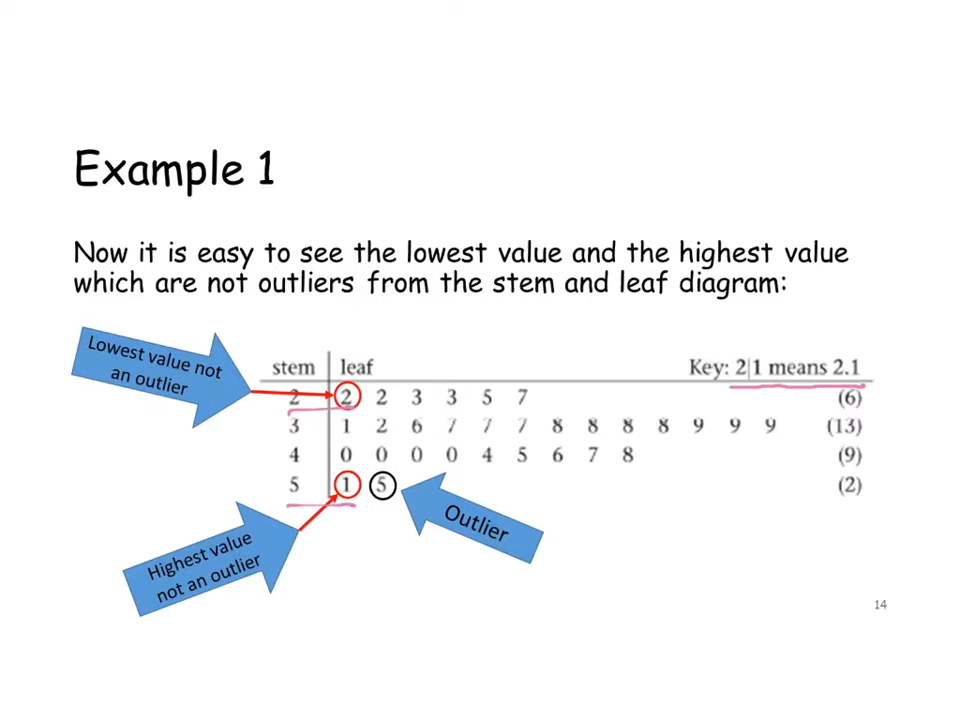 Example 1
Now it is easy to see the lowest value and the highest value
which are not outliers from the stem and leaf diagram:
Lowest value not
an outlier
stem leaf Key: 2|1 means 2.1
2 2 2 3 3 5 7 (6)
3 1 2 6 7 7 7 8 8 8 8 9 9 9 (13)
4 0 0 0 0 4 5 6 7 8 (9)
5 1 5 (2)
Outlier
Highest value
not an outlier
14